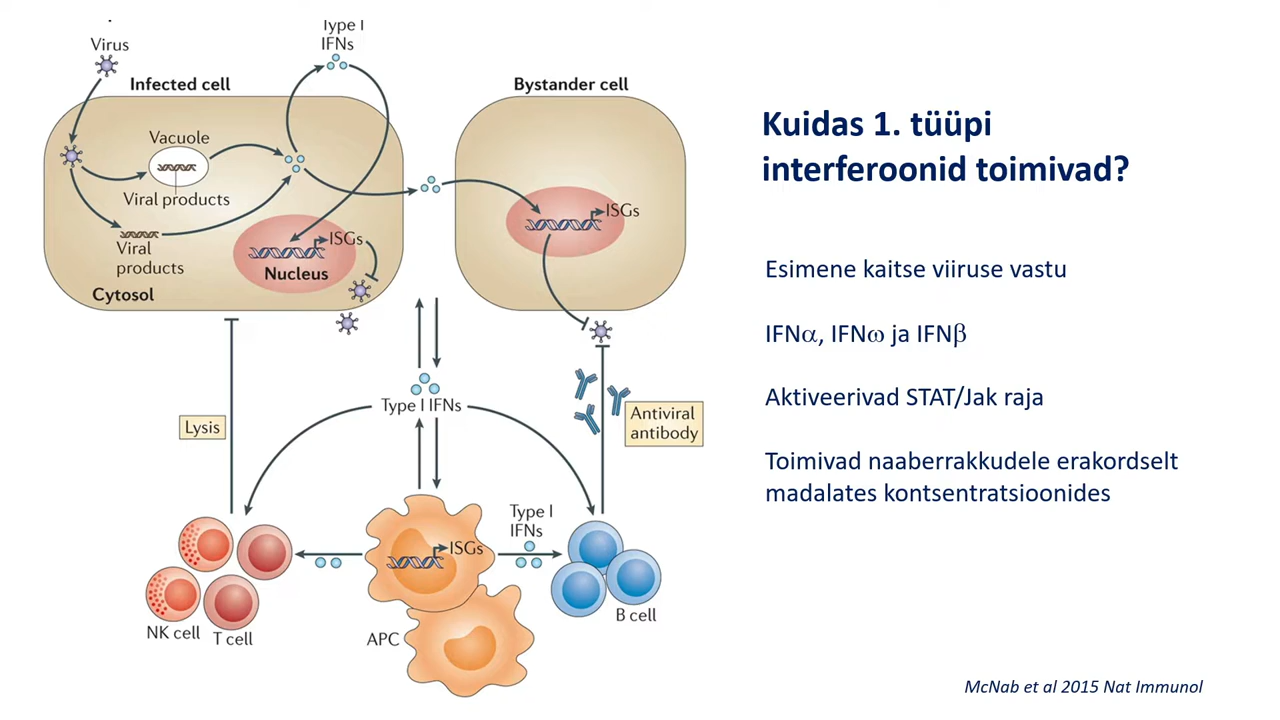 Type I
IFNs
Virus
Infected cell
Bystander cell
Vacuole
Viral products
Viral
products
ISGs
Nucleus
Cytosol
ISGs
Type I IFNs
Lysis
Antiviral
antibody
Type I
IFNs
ISGs
NK cell
T cell
APC
B cell
Kuidas 1. tüüpi
interferoonid toimivad?
Esimene kaitse viiruse vastu
IFNα, IFNω ja IFNβ
Aktiveerivad STAT/Jak raja
Toimivad naaberrakkudele erakordselt
madalates kontsentratsioonides
McNab et al 2015 Nat Immunol